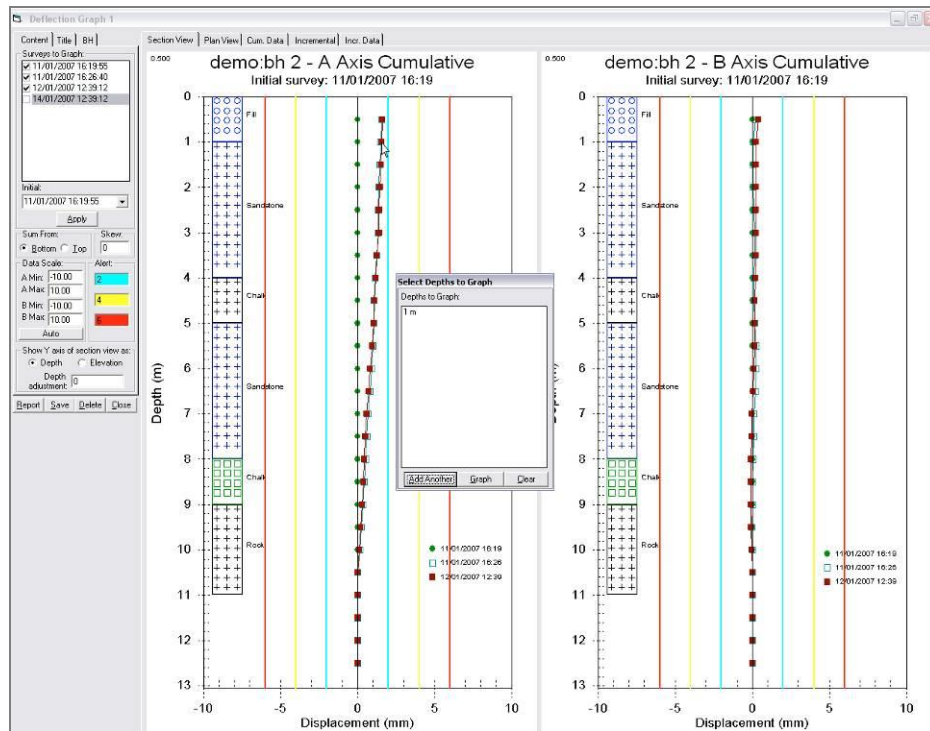 Deflection Graph 1
Content Title BH
Surveys to Graph:
11/01/2007 16:19:55
11/01/2007 16:26:40
12/01/2007 12:39:12
14/01/2007 12:39:12
Initial:
11/01/2007 16:19:55
Apply
Sum From: Skew:
Bottom Top 0
Data Scale: Alert:
A Min: -10.00 2
A Max: 10.00
B Min: -10.00 4
B Max: 10.00
Auto
Show Y axis of section view as:
Depth Elevation
Depth adjustment: 0
Report Save Delete Close
Section View Plan View Cum. Data Incremental Incr. Data
0.500
demo:bh 2 - A Axis Cumulative
Initial survey: 11/01/2007 16:19
0
1
2
3
4
5
6
7
8
9
10
11
12
13
Depth (m)
Fill
Sandstone
Chalk
Sandstone
Chalk
Rock
11/01/2007 16:19
11/01/2007 16:26
12/01/2007 12:39
-10 -5 0 5 10
Displacement (mm)
Select Depths to Graph
Depths to Graph:
1 m
Add Another Graph Clear
0.500
demo:bh 2 - B Axis Cumulative
Initial survey: 11/01/2007 16:19
0
1
2
3
4
5
6
7
8
9
10
11
12
13
Fill
Sandstone
Chalk
Sandstone
Chalk
Rock
11/01/2007 16:19
11/01/2007 16:26
12/01/2007 12:39
-10 -5 0 5 10
Displacement (mm)